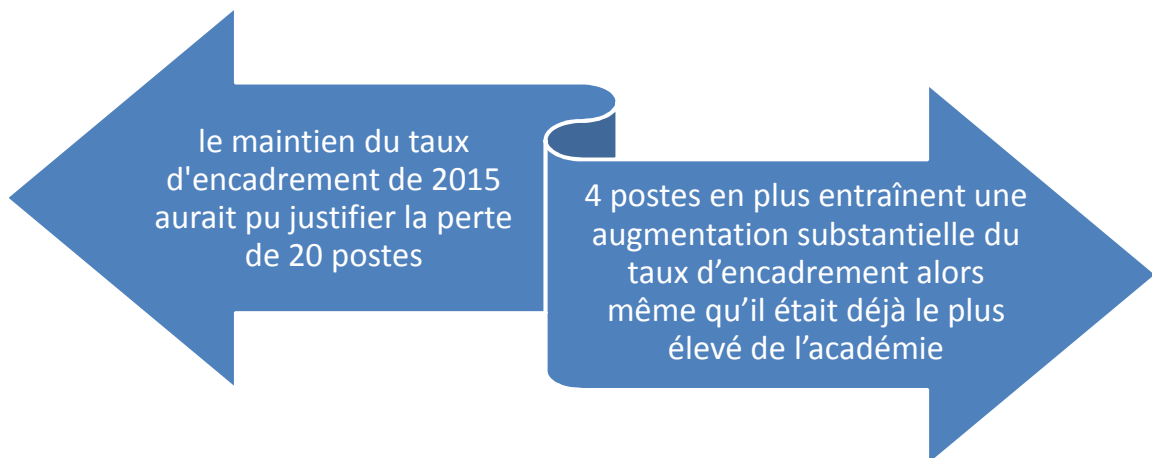 le maintien du taux
d'encadrement de 2015
aurait pu justifier la perte
de 20 postes
4 postes en plus entraînent une
augmentation substantielle du
taux d’encadrement alors
même qu’il était déjà le plus
élevé de l’académie